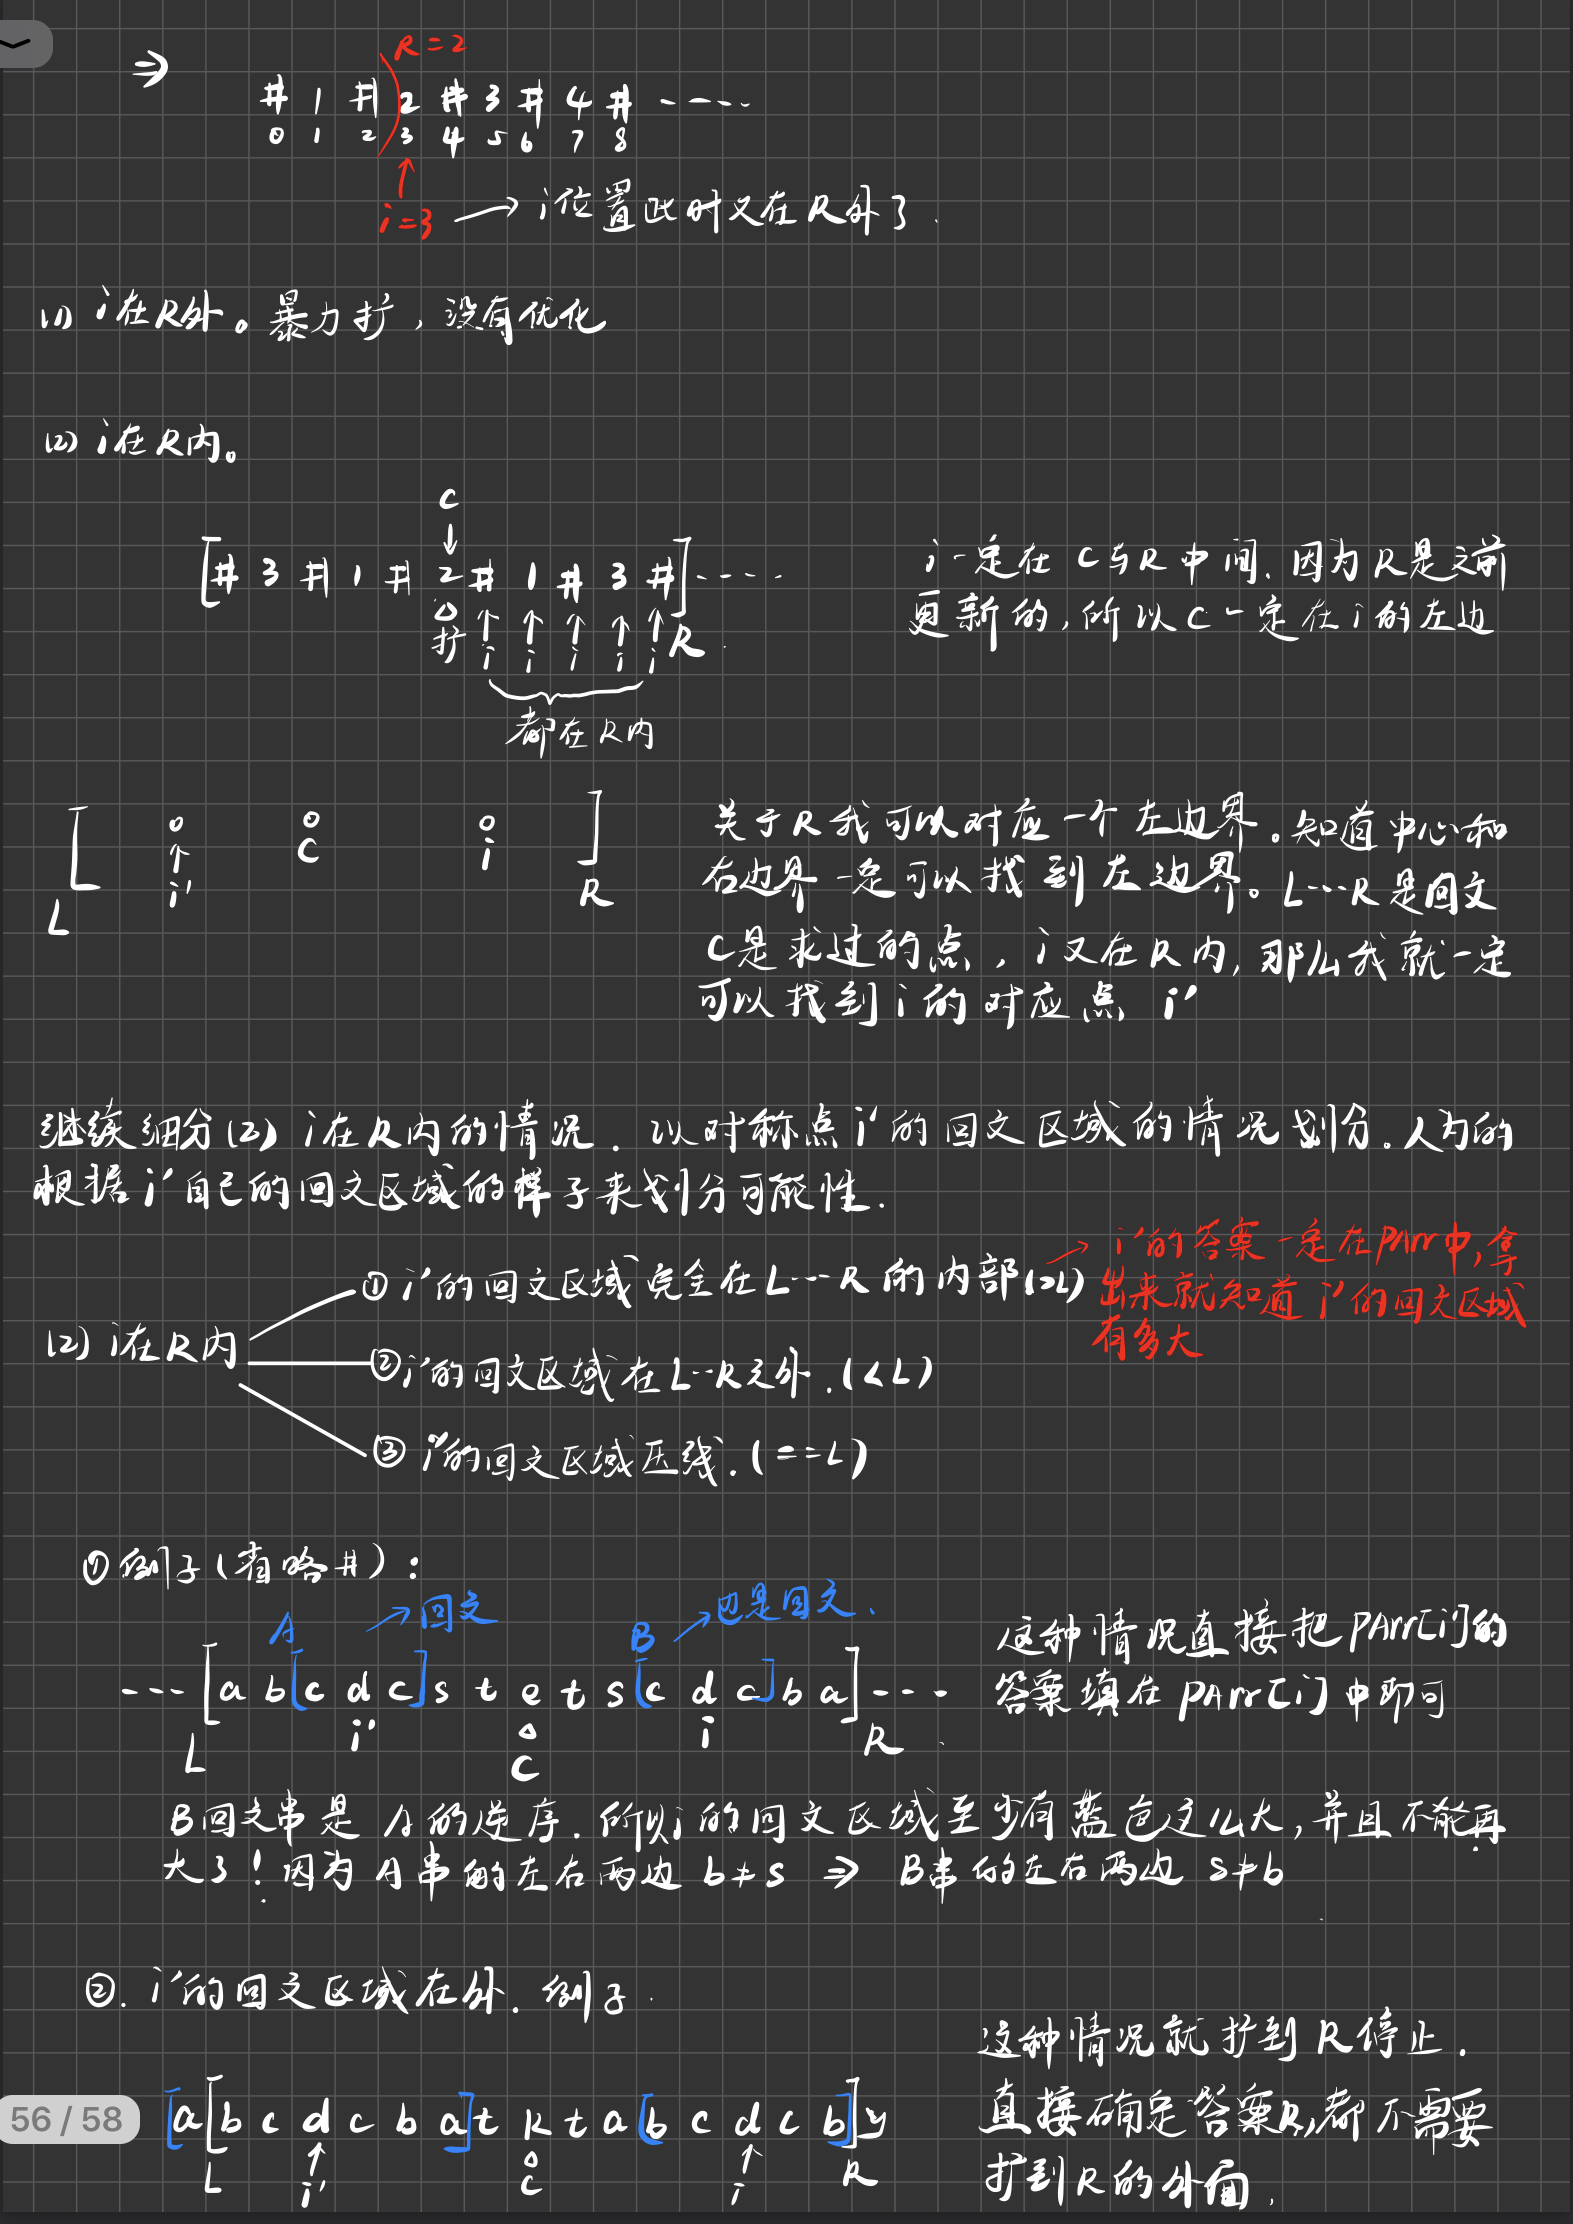 ⇒
R=2
# 1 # 2 # 3 # 4 # ----
0 1 2 3 4 5 6 7 8
i=3 → i位置此时又在R外了.
(1) i在R外。暴力扩，没有优化
(2) i在R内。
C
[# 3 # 1 # 2 # 1 # 3 #]----
扩 i i i i i R
都在R内
i一定在C与R中间.因为R是之前
更新的,所以C一定在i的左边
L i' C i R
关于R我可以对应一个左边界。知道中心和
右边界一定可以找到左边界。L···R是回文
C是求过的点，i又在R内,那么我就一定
可以找到i的对应点 i'
继续细分(2) i在R内的情况. 以对称点i'的回文区域的情况划分.人为的
根据i'自己的回文区域的样子来划分可能性.
(2) i在R内
① i'的回文区域完全在L···R的内部(>L)
→ i'的答案一定在pArr中,拿
出来就知道i'的回文区域
有多大
② i'的回文区域在L··R之外.(<L)
③ i'的回文区域压线.(==L)
①例子(省略#):
A →回文 B →也是回文.
---[a b[c d c]s t e t s[c d c]b a]---
L i' C i R
这种情况直接把pArr[i']的
答案填在pArr[i]中即可
B回文串是A的逆序.所以i的回文区域至少有蓝色这么大,并且不能再
大了!因为A串的左右两边 b≠s ⇒ B串的左右两边 s≠b
②. i'的回文区域在外.例子.
[a[b c d c b a]t k t a[b c d c b]]y
L i' C i R
这种情况就扩到R停止.
直接确定答案R,都不需要
扩到R的外面.
56 / 58